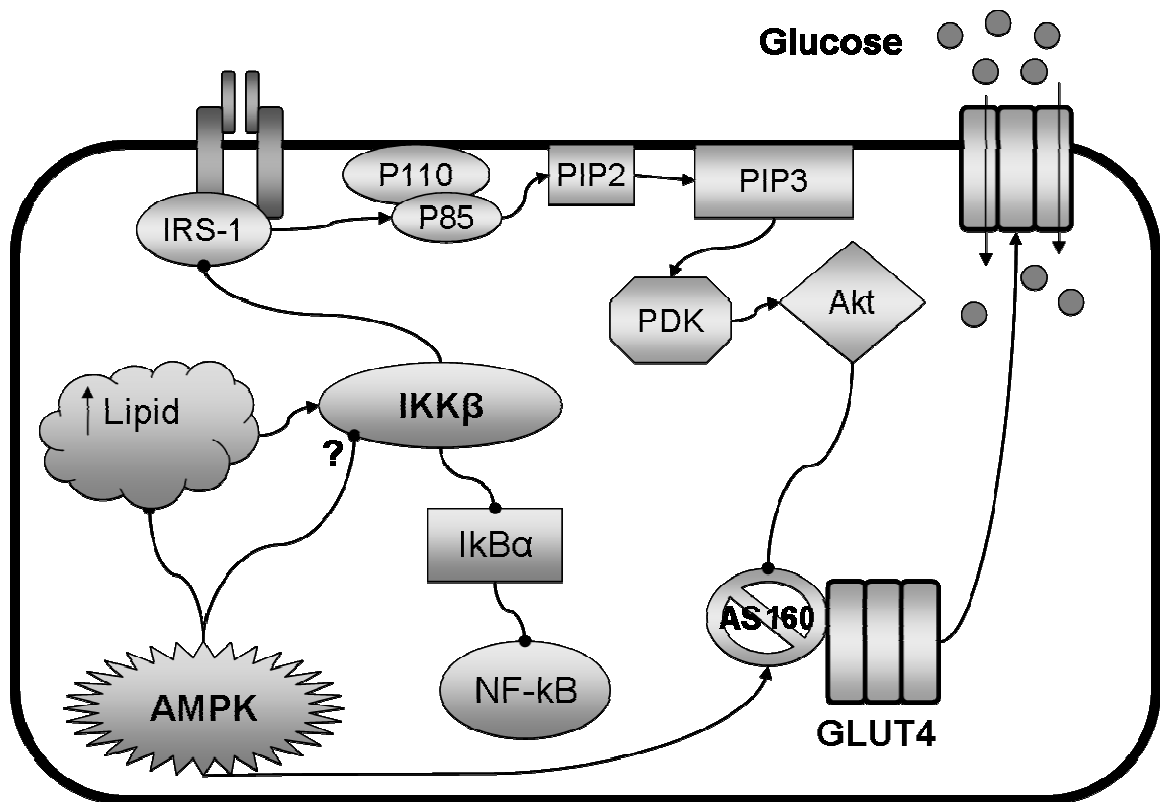 Glucose
P110
PIP2
PIP3
IRS-1
P85
PDK
Akt
Lipid
IKKβ
?
IkBα
AS160
NF-kB
AMPK
GLUT4